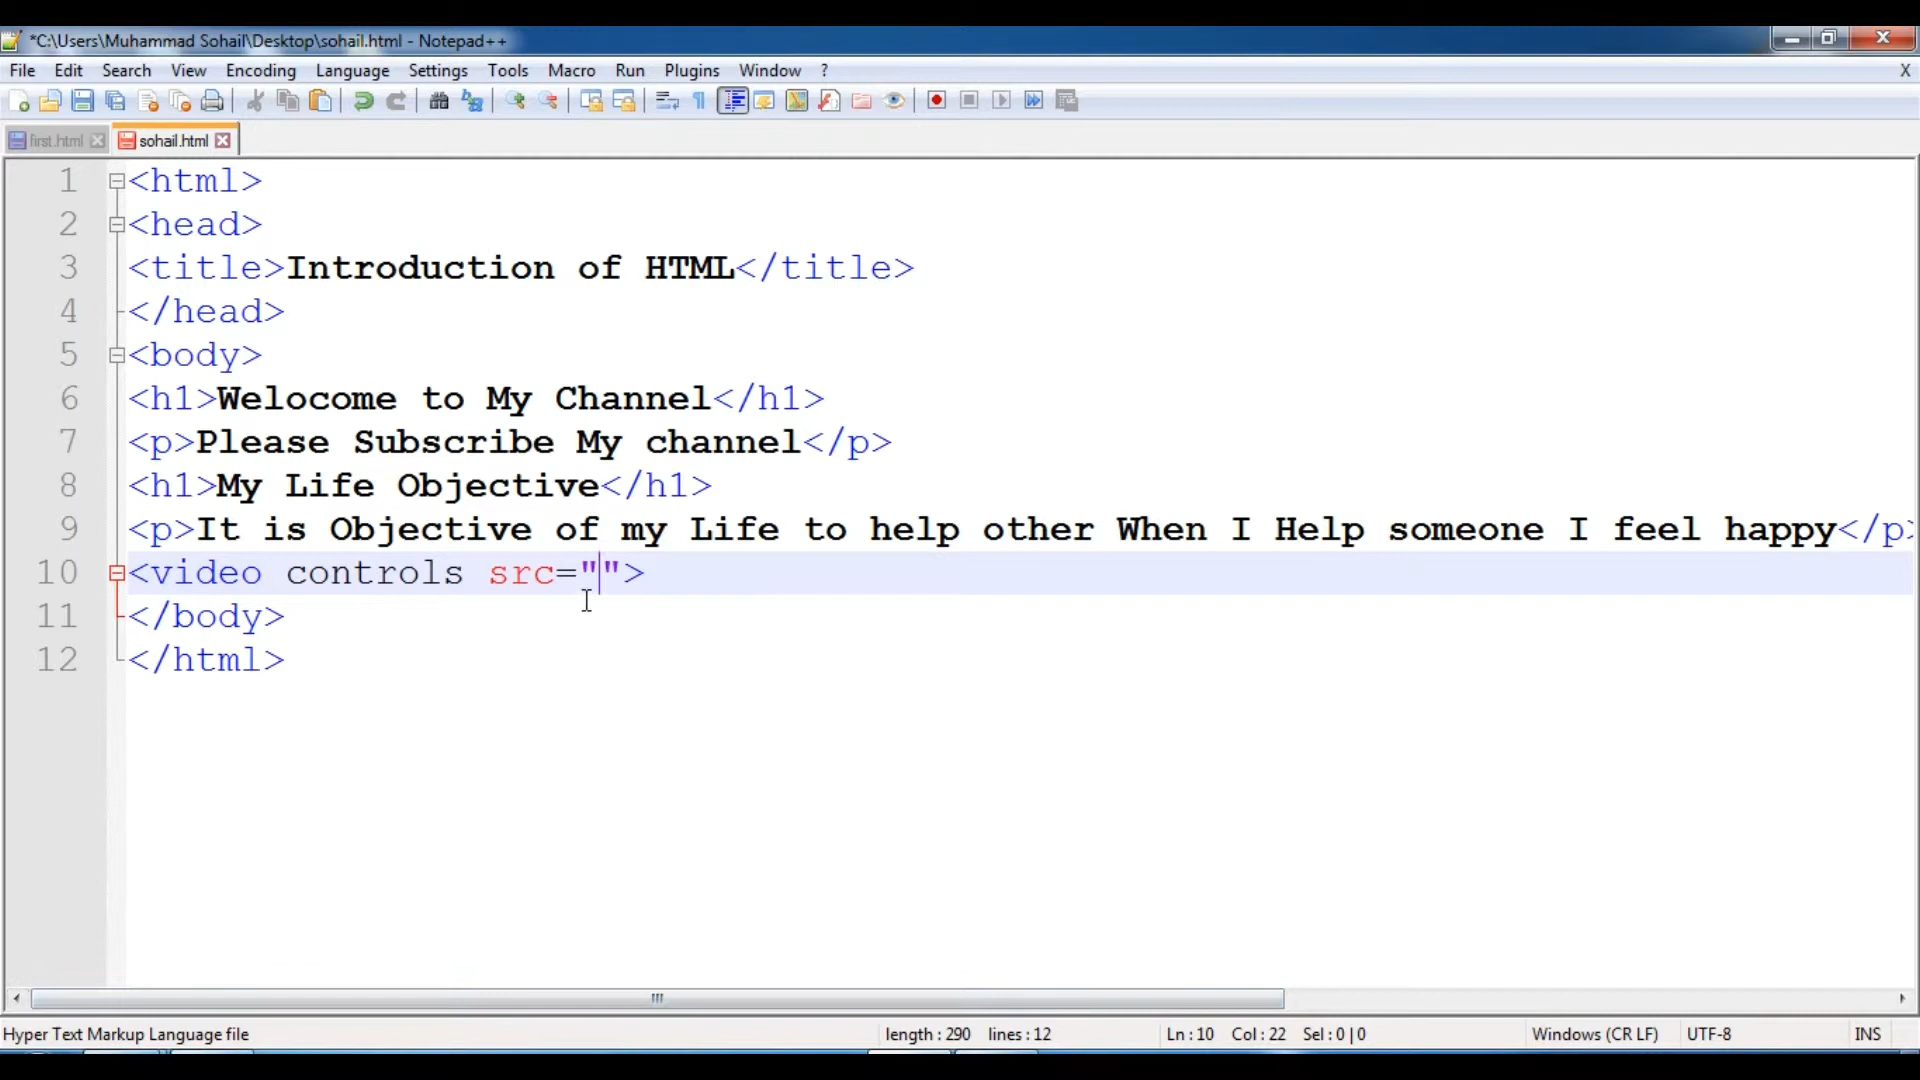 *C:\Users\Muhammad Sohail\Desktop\sohail.html - Notepad++
File Edit Search View Encoding Language Settings Tools Macro Run Plugins Window ? X
first.html sohail.html
1 <html>
2 <head>
3 <title>Introduction of HTML</title>
4 </head>
5 <body>
6 <h1>Welocome to My Channel</h1>
7 <p>Please Subscribe My channel</p>
8 <h1>My Life Objective</h1>
9 <p>It is Objective of my Life to help other When I Help someone I feel happy</p>
10 <video controls src="">
11 </body>
12 </html>
Hyper Text Markup Language file length : 290 lines : 12 Ln : 10 Col : 22 Sel : 0 | 0 Windows (CR LF) UTF-8 INS